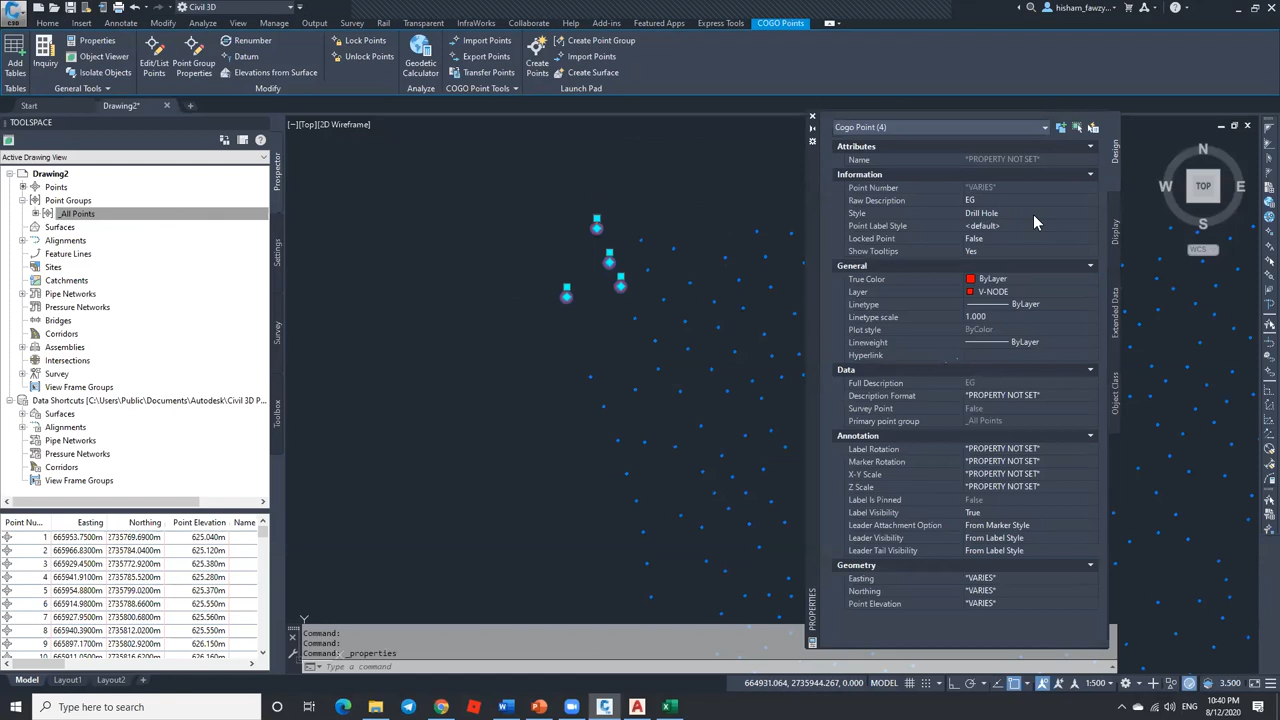 C3D
Civil 3D
hisham_fawzy...
Home Insert Annotate Modify Analyze View Manage Output Survey Rail Transparent InfraWorks Collaborate Help Add-ins Featured Apps Express Tools COGO Points
Add Tables
Inquiry
Properties
Object Viewer
Isolate Objects
Edit/List Points
Point Group Properties
Renumber
Datum
Elevations from Surface
Lock Points
Unlock Points
Geodetic Calculator
Import Points
Export Points
Transfer Points
Create Points
Create Point Group
Import Points
Create Surface
Tables General Tools Modify Analyze COGO Point Tools Launch Pad
Start Drawing2*
TOOLSPACE
Active Drawing View
Drawing2
Points
Point Groups
_All Points
Surfaces
Alignments
Feature Lines
Sites
Catchments
Pipe Networks
Pressure Networks
Bridges
Corridors
Assemblies
Intersections
Survey
View Frame Groups
Data Shortcuts [C:\Users\Public\Documents\Autodesk\Civil 3D P...
Surfaces
Alignments
Pipe Networks
Pressure Networks
Corridors
View Frame Groups
Prospector
Settings
Survey
Toolbox
Point Nu... Easting Northing Point Elevation Name
1 665953.7500m 2735769.6900m 625.040m
2 665966.8300m 2735784.0400m 625.120m
3 665929.4500m 2735772.9200m 625.280m
4 665941.9100m 2735785.5200m 625.370m
5 665954.8800m 2735798.1500m 625.550m
6 665914.9800m 2735788.6600m 625.550m
7 665927.9500m 2735800.6800m 625.560m
8 665940.3900m 2735812.0200m 625.560m
9 665897.1700m 2735802.9200m 626.150m
10 665911.0500m 2735816.6200m 626.160m
[−][Top][2D Wireframe]
Cogo Point (4)
Attributes
Name *PROPERTY NOT SET*
Information
Point Number *VARIES*
Raw Description EG
Style Drill Hole
Point Label Style <default>
Locked Point False
Show Tooltips Yes
General
True Color ByLayer
Layer V-NODE
Linetype ByLayer
Linetype scale 1.000
Plot style ByColor
Lineweight ByLayer
Hyperlink
Data
Full Description EG
Description Format *PROPERTY NOT SET*
Survey Point False
Primary point group _All Points
Annotation
Label Rotation *PROPERTY NOT SET*
Marker Rotation *PROPERTY NOT SET*
X-Y Scale *PROPERTY NOT SET*
Z Scale *PROPERTY NOT SET*
Label Is Pinned False
Label Visibility True
Leader Attachment Option From Marker Style
Leader Visibility From Label Style
Leader Tail Visibility From Label Style
Geometry
Easting *VARIES*
Northing *VARIES*
Point Elevation *VARIES*
PROPERTIES
Design
Display
Extended Data
Object Class
N
W TOP E
S
WCS
Y
Command:
Command:
Command: _properties
Type a command
Model Layout1 Layout2
664931.064, 2735944.267, 0.000 MODEL 1:500 3.500
Type here to search
10:40 PM
8/12/2020